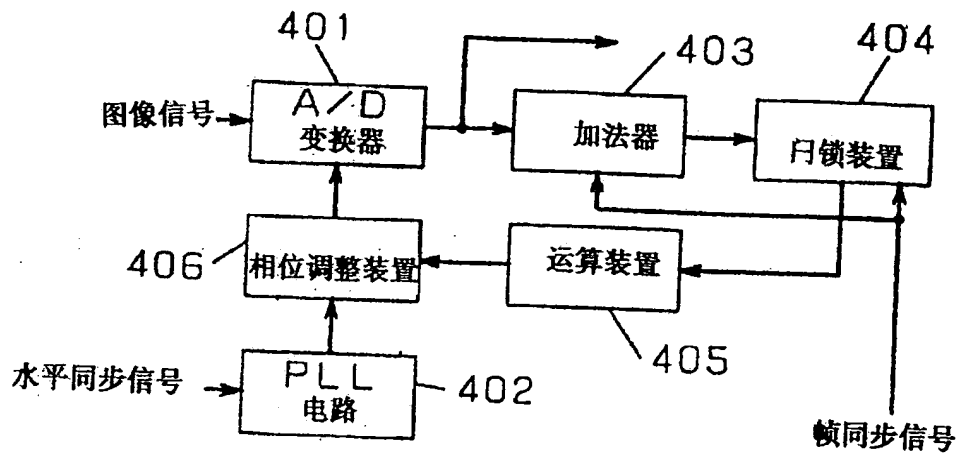 401
403
404
图像信号
A/D
变换器
加法器
闩锁装置
406
相位调整装置
运算装置
405
水平同步信号
PLL
电路
402
帧同步信号